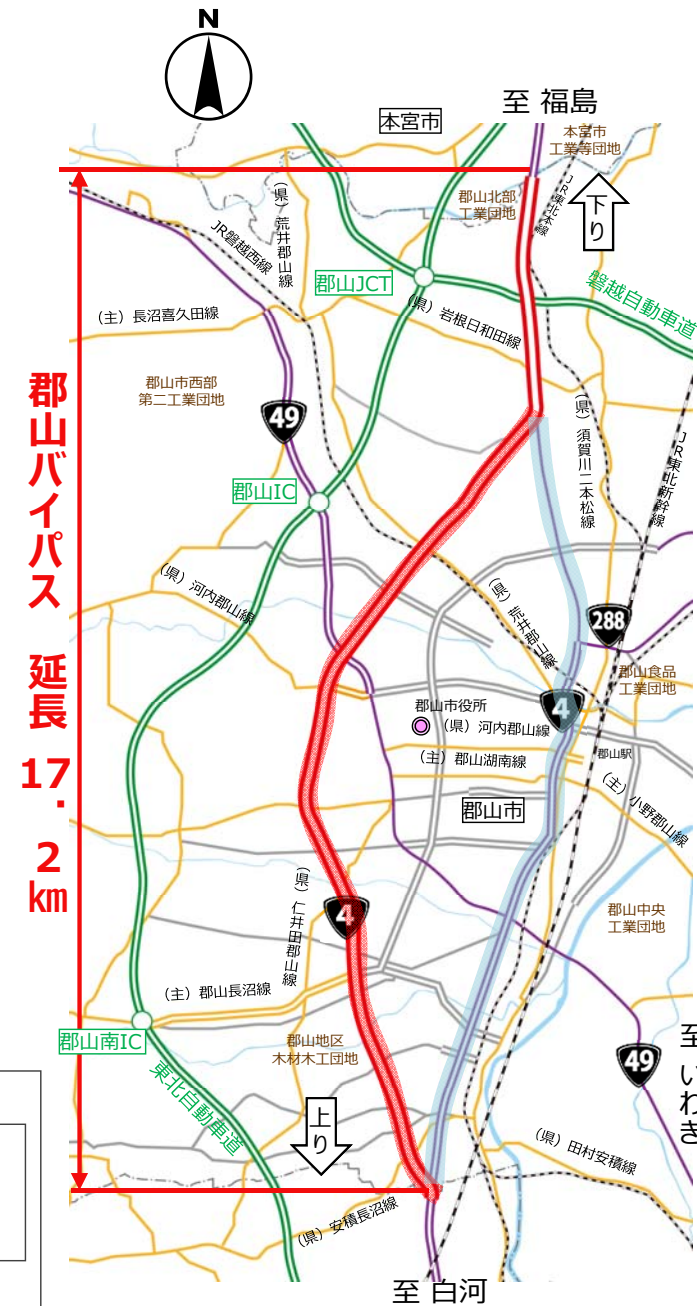 N
至 福島
本宮市
本宮市
工業等団地
郡山北部
工業団地
JR東北本線
下り
(県) 荒井郡山線
JR磐越西線
郡山JCT
磐越自動車道
(県) 岩根日和田線
(主) 長沼喜久田線
郡山市西部
第二工業団地
49
(県) 須賀川二本松線
JR東北新幹線
郡山IC
(県) 河内郡山線
(県) 荒井郡山線
288
郡山食品
工業団地
4
郡山市役所
(県) 河内郡山線
郡山駅
(主) 郡山湖南線
(主) 小野郡山線
郡山市
郡山バイパス 延長 17.2km
(県) 仁井田郡山線
4
郡山中央
工業団地
(主) 郡山長沼線
郡山南IC
郡山地区
木材木工団地
東北自動車道
49
至 いわき
上り
(県) 田村安積線
(県) 安積長沼線
至 白河